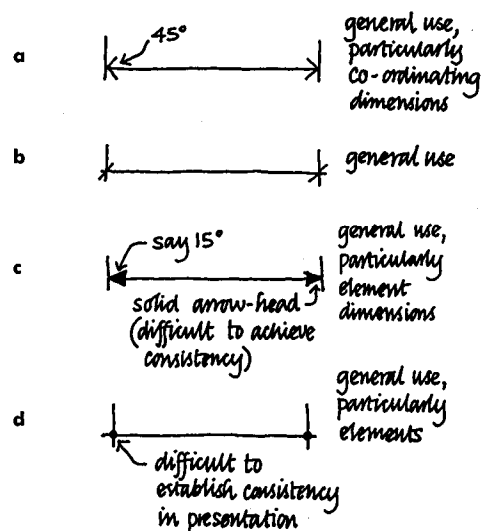 a
45°
general use,
particularly
co-ordinating
dimensions
b
general use
c
say 15°
solid arrow-head
(difficult to achieve
consistency)
general use,
particularly
element
dimensions
d
general use,
particularly
elements
difficult to
establish consistency
in presentation